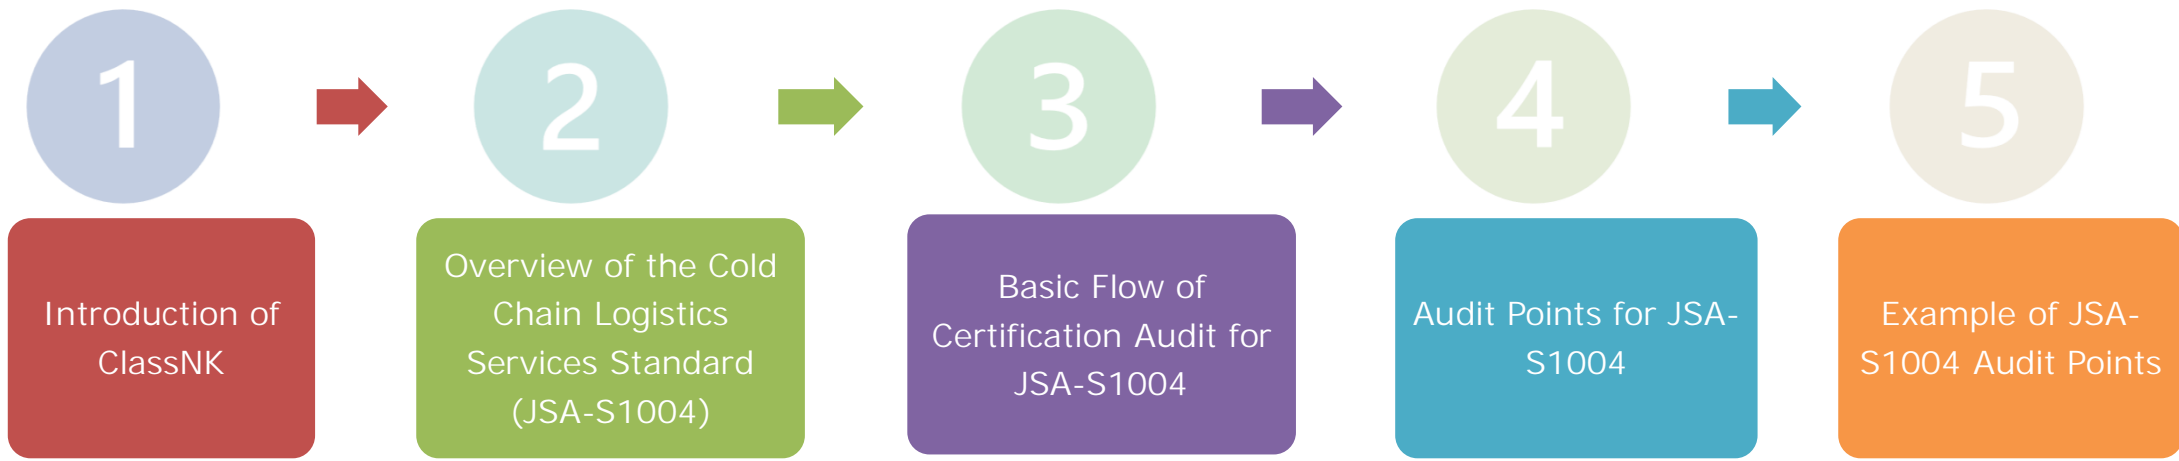 1
2
3
4
5
Introduction of
ClassNK
Overview of the Cold
Chain Logistics
Services Standard
(JSA-S1004)
Basic Flow of
Certification Audit for
JSA-S1004
Audit Points for JSA-
S1004
Example of JSA-
S1004 Audit Points